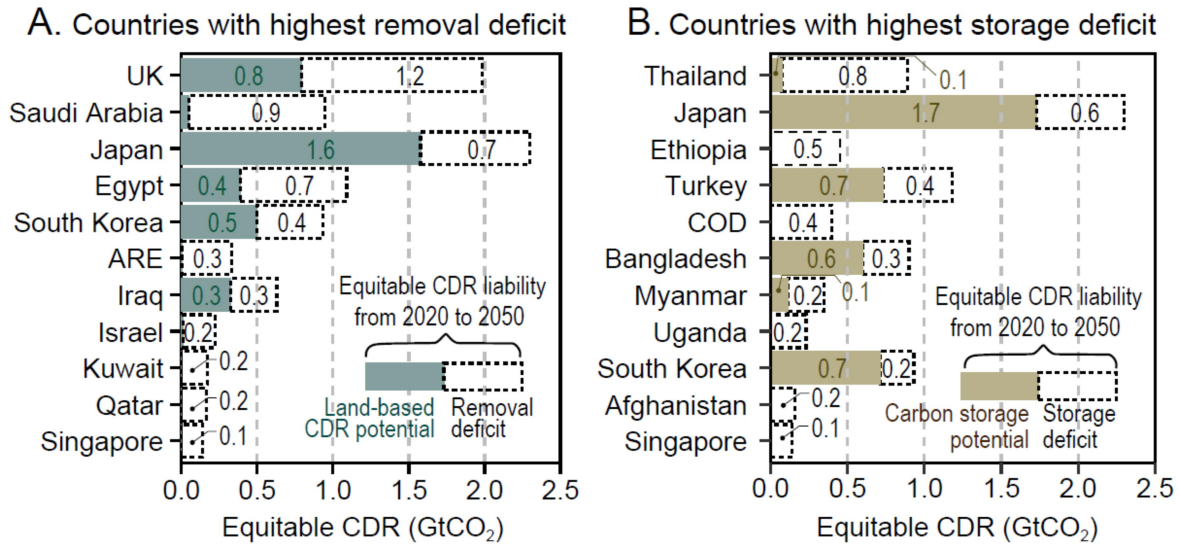 A. Countries with highest removal deficit
UK 0.8 1.2
Saudi Arabia 0.9
Japan 1.6 0.7
Egypt 0.4 0.7
South Korea 0.5 0.4
ARE 0.3
Iraq 0.3 0.3
Israel 0.2
Kuwait 0.2
Qatar 0.2
Singapore 0.1
Equitable CDR liability
from 2020 to 2050
Land-based Removal
CDR potential deficit
0.0 0.5 1.0 1.5 2.0 2.5
Equitable CDR (GtCO₂)
B. Countries with highest storage deficit
Thailand 0.8 0.1
Japan 1.7 0.6
Ethiopia 0.5
Turkey 0.7 0.4
COD 0.4
Bangladesh 0.6 0.3
Myanmar 0.2 0.1
Uganda 0.2
South Korea 0.7 0.2
Afghanistan 0.2
Singapore 0.1
Equitable CDR liability
from 2020 to 2050
Carbon storage Storage
potential deficit
0.0 0.5 1.0 1.5 2.0 2.5
Equitable CDR (GtCO₂)